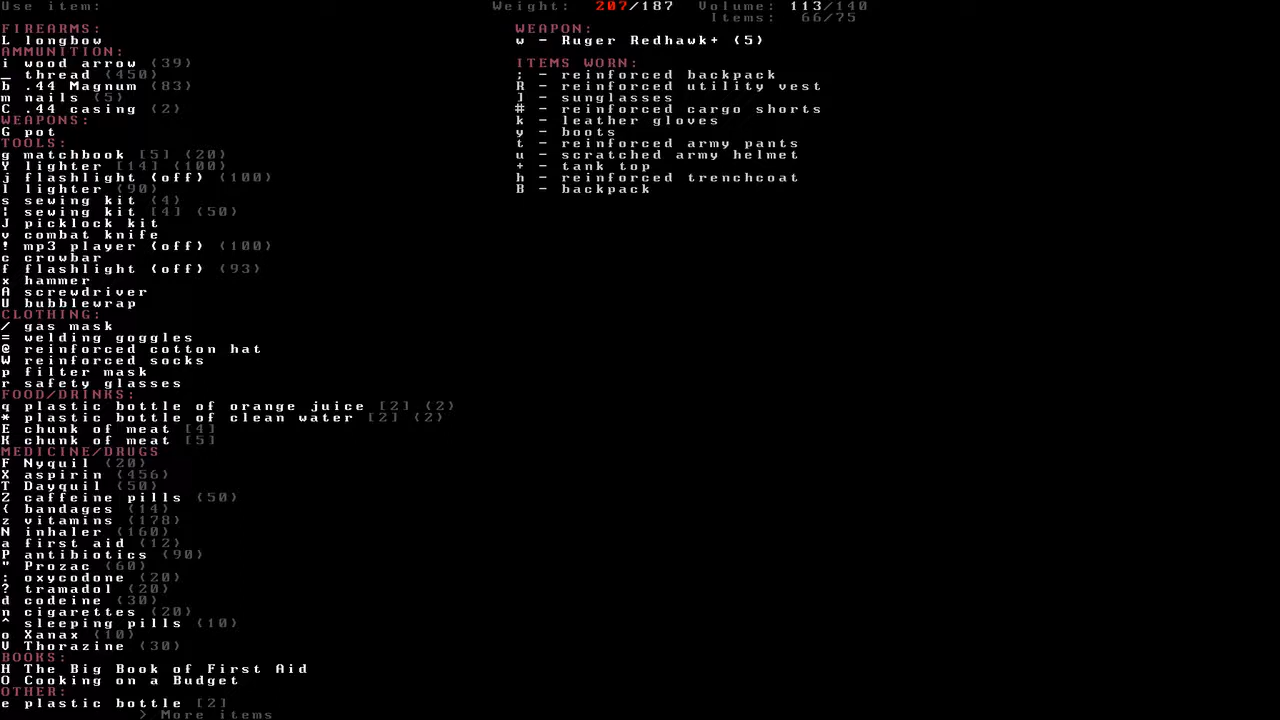 Use item:
Weight: 207/187 Volume: 113/140
Items: 66/75
FIREARMS:
L longbow
AMMUNITION:
i wood arrow (39)
_ thread (450)
b .44 Magnum (83)
m nails (5)
C .44 casing (2)
WEAPONS:
G pot
TOOLS:
g matchbook [5] (20)
Y lighter [14] (100)
j flashlight (off) (100)
l lighter (90)
s sewing kit (4)
¦ sewing kit [4] (50)
J picklock kit
v combat knife
! mp3 player (off) (100)
c crowbar
f flashlight (off) (93)
x hammer
A screwdriver
U bubblewrap
CLOTHING:
/ gas mask
= welding goggles
@ reinforced cotton hat
W reinforced socks
p filter mask
r safety glasses
FOOD/DRINKS:
q plastic bottle of orange juice [2] (2)
* plastic bottle of clean water [2] (2)
E chunk of meat [4]
K chunk of meat [5]
MEDICINE/DRUGS
F Nyquil (20)
X aspirin (456)
T Dayquil (50)
Z caffeine pills (50)
{ bandages (14)
z vitamins (178)
N inhaler (160)
a first aid (12)
P antibiotics (90)
" Prozac (60)
: oxycodone (20)
? tramadol (20)
d codeine (30)
n cigarettes (20)
^ sleeping pills (10)
o Xanax (10)
V Thorazine (30)
BOOKS:
H The Big Book of First Aid
O Cooking on a Budget
OTHER:
e plastic bottle [2]
> More items
WEAPON:
w - Ruger Redhawk+ (5)
ITEMS WORN:
; - reinforced backpack
R - reinforced utility vest
] - sunglasses
# - reinforced cargo shorts
k - leather gloves
y - boots
t - reinforced army pants
u - scratched army helmet
+ - tank top
h - reinforced trenchcoat
B - backpack